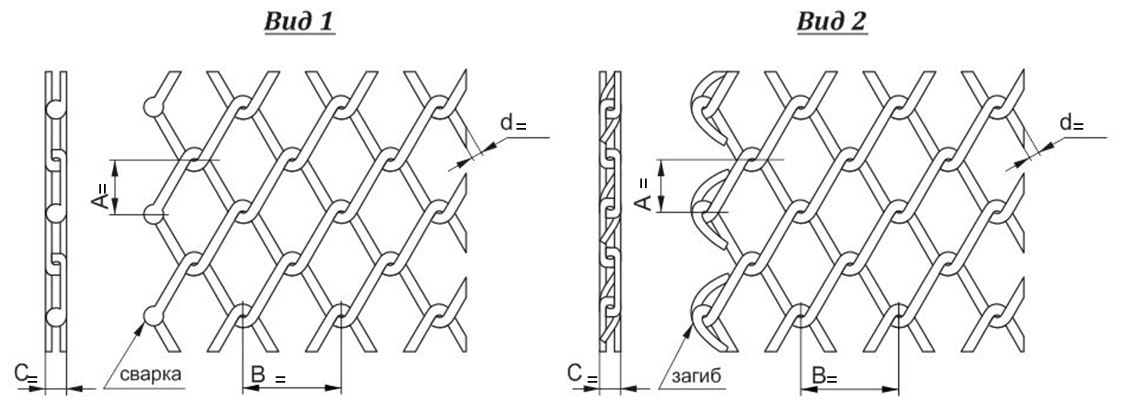 Вид 1
Вид 2
d=
d=
A=
A=
C=
сварка
B =
C=
загиб
B=